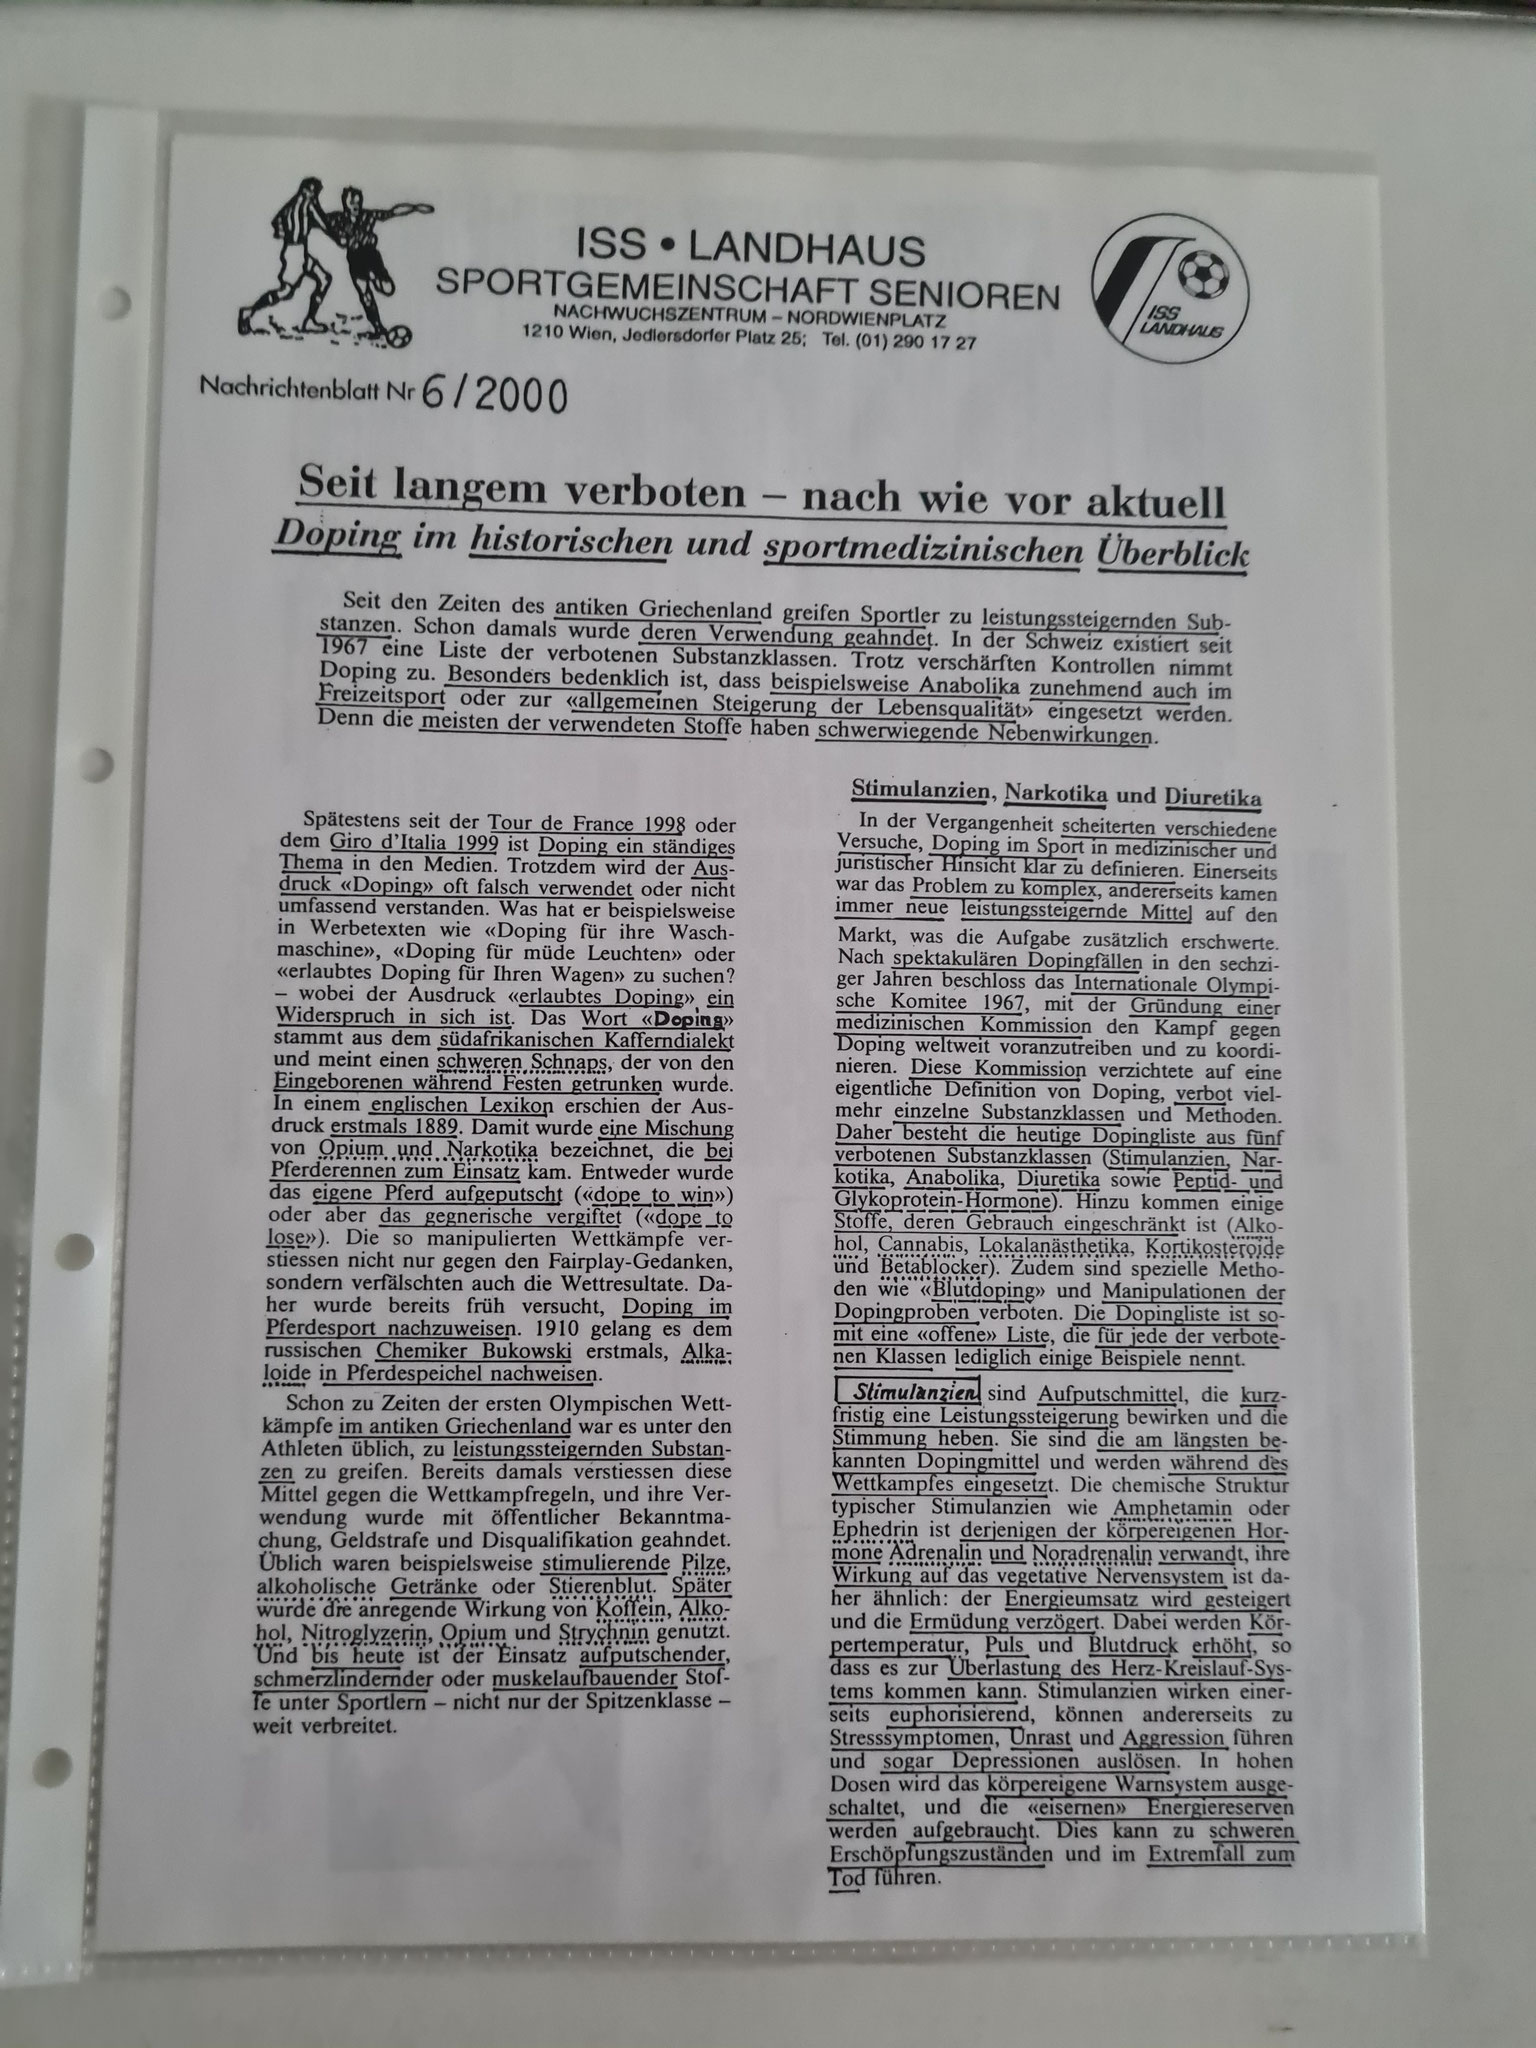 ISS • LANDHAUS
SPORTGEMEINSCHAFT SENIOREN
NACHWUCHSZENTRUM – NORDWIENPLATZ
1210 Wien, Jedlersdorfer Platz 25; Tel. (01) 290 17 27
ISS
LANDHAUS
Nachrichtenblatt Nr 6/2000
Seit langem verboten – nach wie vor aktuell
Doping im historischen und sportmedizinischen Überblick
Seit den Zeiten des antiken Griechenland greifen Sportler zu leistungssteigernden Sub-
stanzen. Schon damals wurde deren Verwendung geahndet. In der Schweiz existiert seit
1967 eine Liste der verbotenen Substanzklassen. Trotz verschärften Kontrollen nimmt
Doping zu. Besonders bedenklich ist, dass beispielsweise Anabolika zunehmend auch im
Freizeitsport oder zur «allgemeinen Steigerung der Lebensqualität» eingesetzt werden.
Denn die meisten der verwendeten Stoffe haben schwerwiegende Nebenwirkungen.
Spätestens seit der Tour de France 1998 oder
dem Giro d'Italia 1999 ist Doping ein ständiges
Thema in den Medien. Trotzdem wird der Aus-
druck «Doping» oft falsch verwendet oder nicht
umfassend verstanden. Was hat er beispielsweise
in Werbetexten wie «Doping für ihre Wasch-
maschine», «Doping für müde Leuchten» oder
«erlaubtes Doping für Ihren Wagen» zu suchen?
– wobei der Ausdruck «erlaubtes Doping» ein
Widerspruch in sich ist. Das Wort «Doping»
stammt aus dem südafrikanischen Kafferndialekt
und meint einen schweren Schnaps, der von den
Eingeborenen während Festen getrunken wurde.
In einem englischen Lexikon erschien der Aus-
druck erstmals 1889. Damit wurde eine Mischung
von Opium und Narkotika bezeichnet, die bei
Pferderennen zum Einsatz kam. Entweder wurde
das eigene Pferd aufgeputscht («dope to win»)
oder aber das gegnerische vergiftet («dope to
lose»). Die so manipulierten Wettkämpfe ver-
stiessen nicht nur gegen den Fairplay-Gedanken,
sondern verfälschten auch die Wettresultate. Da-
her wurde bereits früh versucht, Doping im
Pferdesport nachzuweisen. 1910 gelang es dem
russischen Chemiker Bukowski erstmals, Alka-
loide in Pferdespeichel nachweisen.
Schon zu Zeiten der ersten Olympischen Wett-
kämpfe im antiken Griechenland war es unter den
Athleten üblich, zu leistungssteigernden Substan-
zen zu greifen. Bereits damals verstiessen diese
Mittel gegen die Wettkampfregeln, und ihre Ver-
wendung wurde mit öffentlicher Bekanntma-
chung, Geldstrafe und Disqualifikation geahndet.
Üblich waren beispielsweise stimulierende Pilze,
alkoholische Getränke oder Stierenblut. Später
wurde die anregende Wirkung von Koffein, Alko-
hol, Nitroglyzerin, Opium und Strychnin genutzt.
Und bis heute ist der Einsatz aufputschender,
schmerzlindernder oder muskelaufbauender Stof-
fe unter Sportlern – nicht nur der Spitzenklasse –
weit verbreitet.
Stimulanzien, Narkotika und Diuretika
In der Vergangenheit scheiterten verschiedene
Versuche, Doping im Sport in medizinischer und
juristischer Hinsicht klar zu definieren. Einerseits
war das Problem zu komplex, andererseits kamen
immer neue leistungssteigernde Mittel auf den
Markt, was die Aufgabe zusätzlich erschwerte.
Nach spektakulären Dopingfällen in den sechzi-
ger Jahren beschloss das Internationale Olympi-
sche Komitee 1967, mit der Gründung einer
medizinischen Kommission den Kampf gegen
Doping weltweit voranzutreiben und zu koordi-
nieren. Diese Kommission verzichtete auf eine
eigentliche Definition von Doping, verbot viel-
mehr einzelne Substanzklassen und Methoden.
Daher besteht die heutige Dopingliste aus fünf
verbotenen Substanzklassen (Stimulanzien, Nar-
kotika, Anabolika, Diuretika sowie Peptid- und
Glykoprotein-Hormone). Hinzu kommen einige
Stoffe, deren Gebrauch eingeschränkt ist (Alko-
hol, Cannabis, Lokalanästhetika, Kortikosteroide
und Betablocker). Zudem sind spezielle Metho-
den wie «Blutdoping» und Manipulationen der
Dopingproben verboten. Die Dopingliste ist so-
mit eine «offene» Liste, die für jede der verbote-
nen Klassen lediglich einige Beispiele nennt.
Stimulanzien sind Aufputschmittel, die kurz-
fristig eine Leistungssteigerung bewirken und die
Stimmung heben. Sie sind die am längsten be-
kannten Dopingmittel und werden während des
Wettkampfes eingesetzt. Die chemische Struktur
typischer Stimulanzien wie Amphetamin oder
Ephedrin ist derjenigen der körpereigenen Hor-
mone Adrenalin und Noradrenalin verwandt, ihre
Wirkung auf das vegetative Nervensystem ist da-
her ähnlich: der Energieumsatz wird gesteigert
und die Ermüdung verzögert. Dabei werden Kör-
pertemperatur, Puls und Blutdruck erhöht, so
dass es zur Überlastung des Herz-Kreislauf-Sys-
tems kommen kann. Stimulanzien wirken einer-
seits euphorisierend, können andererseits zu
Stresssymptomen, Unrast und Aggression führen
und sogar Depressionen auslösen. In hohen
Dosen wird das körpereigene Warnsystem ausge-
schaltet, und die «eisernen» Energiereserven
werden aufgebraucht. Dies kann zu schweren
Erschöpfungszuständen und im Extremfall zum
Tod führen.